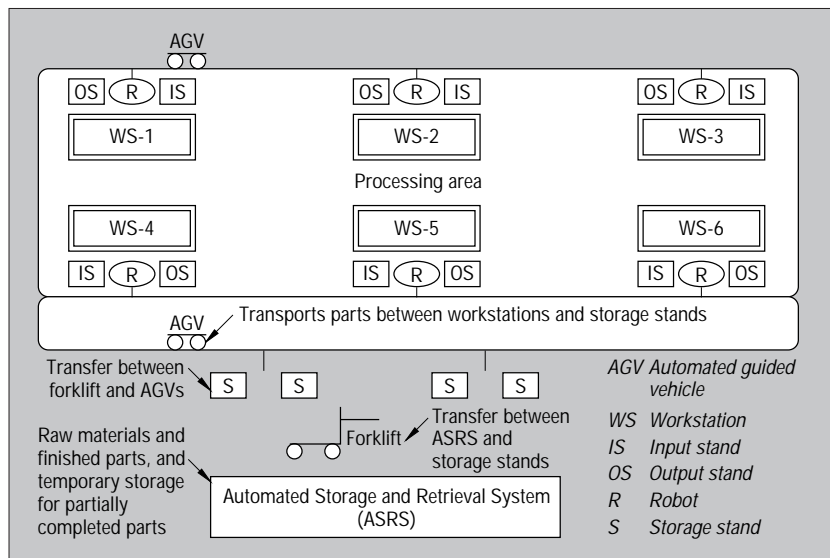 AGV
OS R IS
OS R IS
OS R IS
WS-1
WS-2
WS-3
Processing area
WS-4
WS-5
WS-6
IS R OS
IS R OS
IS R OS
AGV
Transports parts between workstations and storage stands
Transfer between
forklift and AGVs
S
S
S
S
Forklift
Transfer between
ASRS and
storage stands
Raw materials and
finished parts, and
temporary storage
for partially
completed parts
Automated Storage and Retrieval System
(ASRS)
AGV Automated guided
vehicle
WS Workstation
IS Input stand
OS Output stand
R Robot
S Storage stand